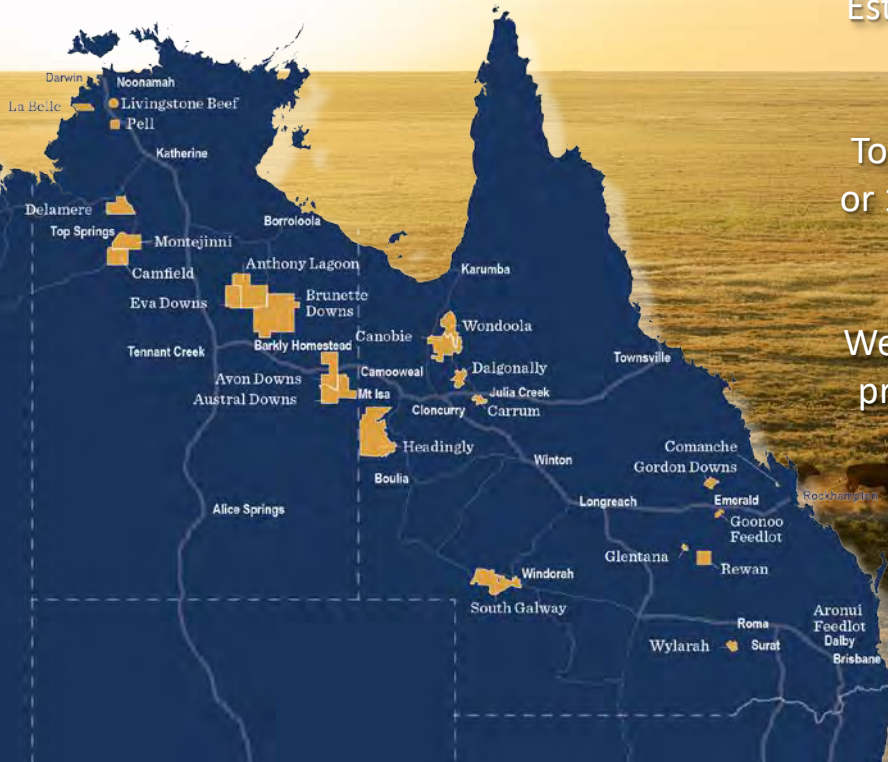 Est
Darwin
Noonamah
La Belle
Livingstone Beef
Pell
Katherine
To
or
Delamere
Top Springs
Montejinni
Borroloola
Camfield
Anthony Lagoon
Karumba
Eva Downs
Brunette
Downs
Canobie
Wondoola
We
Tennant Creek
Barkly Homestead
Townsville
Avon Downs
Camooweal
Dalgonally
pr
Austral Downs
Mt Isa
Julia Creek
Cloncurry
Carrum
Headingly
Comanche
Winton
Gordon Downs
Boulia
Rockhampton
Alice Springs
Longreach
Emerald
Goonoo
Feedlot
Glentana
Rewan
Windorah
South Galway
Aronui
Feedlot
Roma
Dalby
Wylarah
Surat
Brisbane